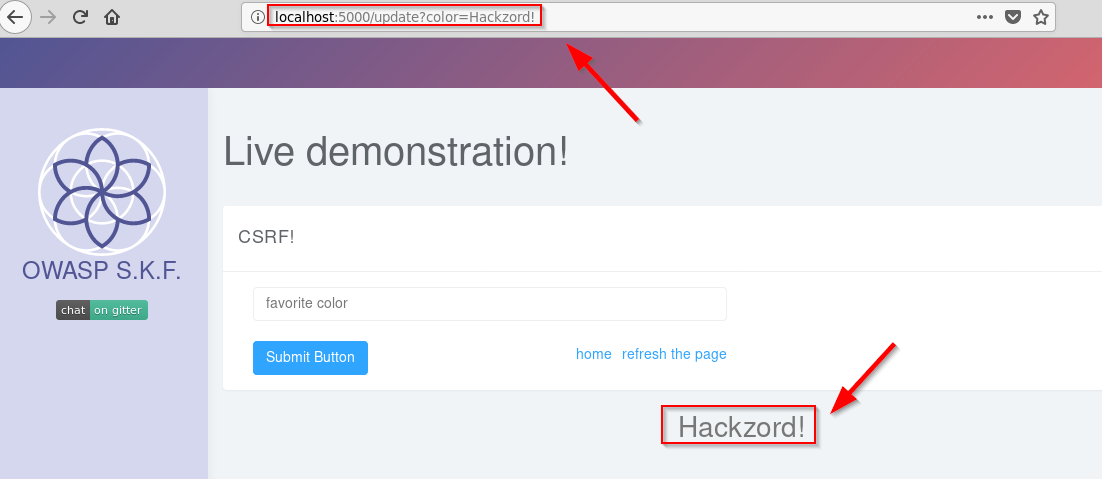 localhost:5000/update?color=Hackzord!
Live demonstration!
CSRF!
OWASP S.K.F.
chat on gitter
favorite color
Submit Button
home refresh the page
Hackzord!